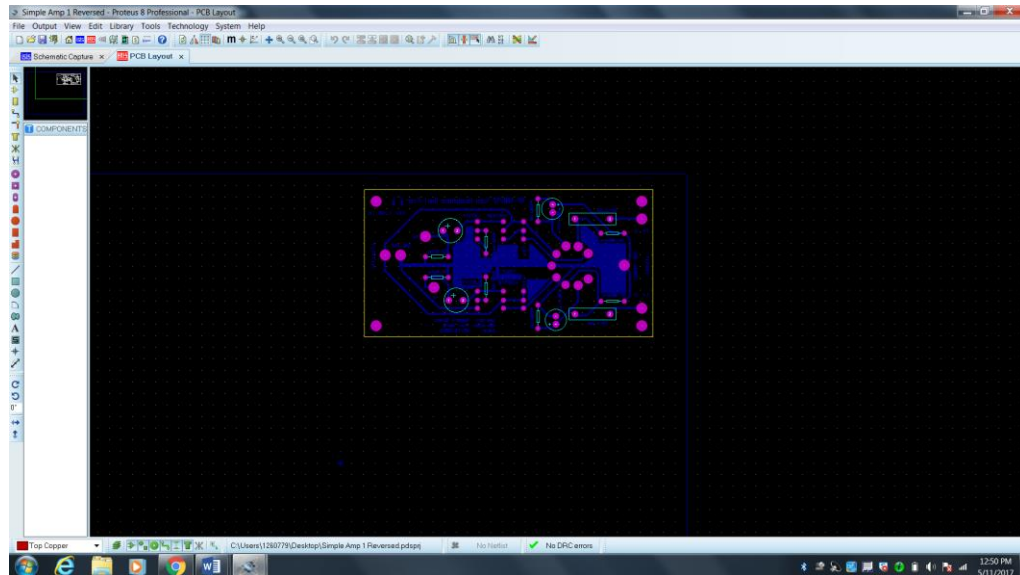 Simple Amp 1 Reversed - Proteus 8 Professional - PCB Layout
File Output View Edit Library Tools Technology System Help
Schematic Capture
PCB Layout
COMPONENTS
0°
Top Copper
C:\Users\1260779\Desktop\Simple Amp 1 Reversed.pdsprj
No Netlist
No DRC errors
12:50 PM
5/11/2017